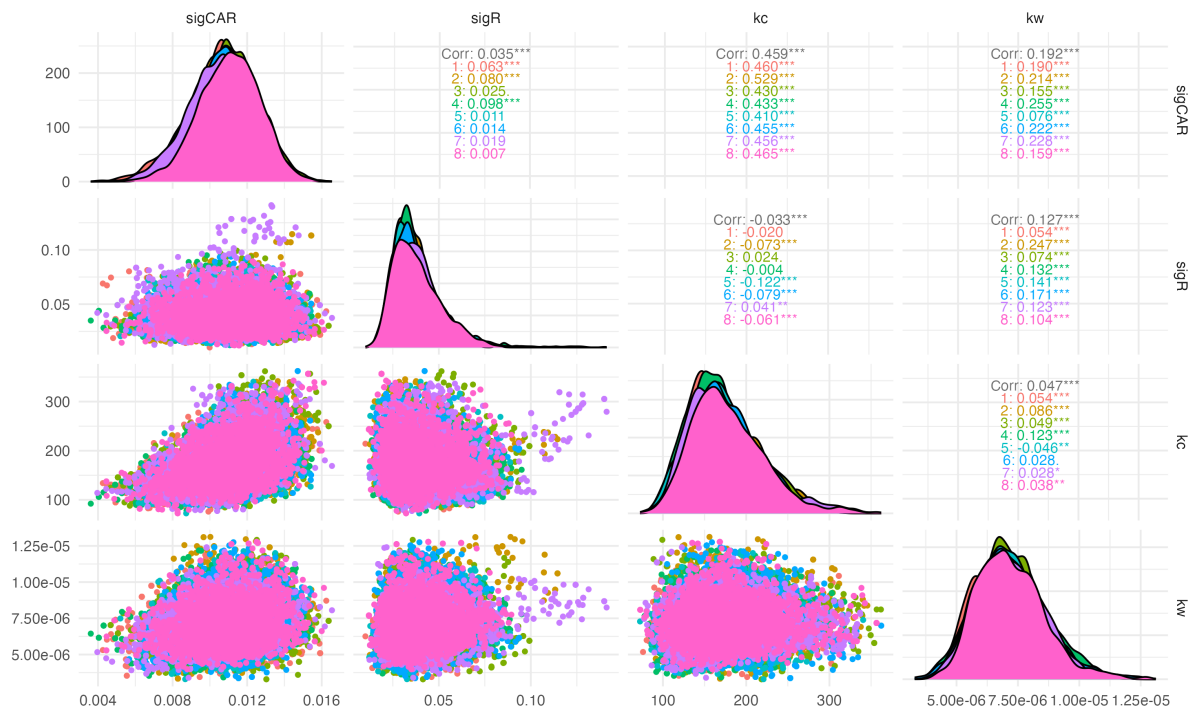 sigCAR
sigR
kc
kw
200
100
0
Corr: 0.035***
1: 0.063***
2: 0.080***
3: 0.025.
4: 0.098***
5: 0.011
6: 0.014
7: 0.019
8: 0.007
Corr: 0.459***
1: 0.460***
2: 0.529***
3: 0.430***
4: 0.433***
5: 0.410***
6: 0.455***
7: 0.456***
8: 0.465***
Corr: 0.192***
1: 0.190***
2: 0.214***
3: 0.155***
4: 0.255***
5: 0.076***
6: 0.222***
7: 0.228***
8: 0.159***
sigCAR
0.10
0.05
Corr: -0.033***
1: -0.020
2: -0.073***
3: 0.024.
4: -0.004
5: -0.122***
6: -0.079***
7: 0.041**
8: -0.061***
Corr: 0.127***
1: 0.054***
2: 0.247***
3: 0.074***
4: 0.132***
5: 0.141***
6: 0.171***
7: 0.123***
8: 0.104***
sigR
300
200
100
Corr: 0.047***
1: 0.054***
2: 0.086***
3: 0.049***
4: 0.123***
5: -0.046**
6: 0.028.
7: 0.028*
8: 0.038**
kc
1.25e-05
1.00e-05
7.50e-06
5.00e-06
kw
0.004 0.008 0.012 0.016
0.05 0.10
100 200 300
5.00e-06 7.50e-06 1.00e-05 1.25e-05